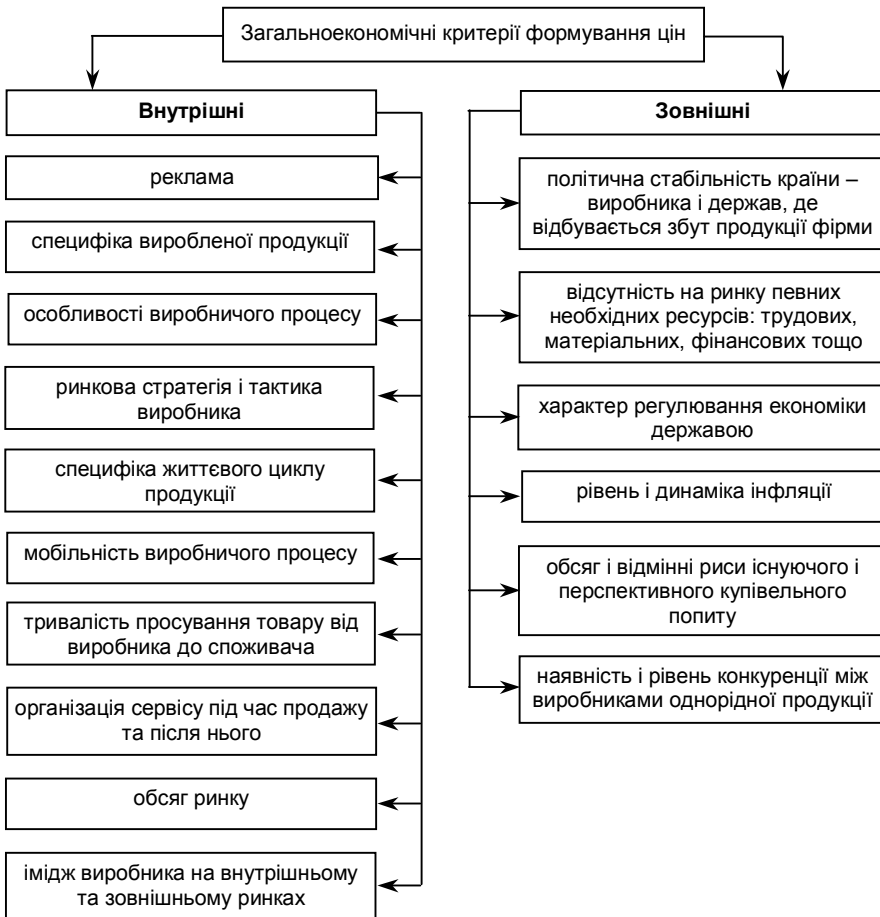 Загальноекономічні критерії формування цін
Внутрішні
реклама
специфіка виробленої продукції
особливості виробничого процесу
ринкова стратегія і тактика
виробника
специфіка життєвого циклу
продукції
мобільність виробничого процесу
тривалість просування товару від
виробника до споживача
організація сервісу під час продажу
та після нього
обсяг ринку
імідж виробника на внутрішньому
та зовнішньому ринках
Зовнішні
політична стабільність країни –
виробника і держав, де
відбувається збут продукції фірми
відсутність на ринку певних
необхідних ресурсів: трудових,
матеріальних, фінансових тощо
характер регулювання економіки
державою
рівень і динаміка інфляції
обсяг і відмінні риси існуючого і
перспективного купівельного
попиту
наявність і рівень конкуренції між
виробниками однорідної продукції